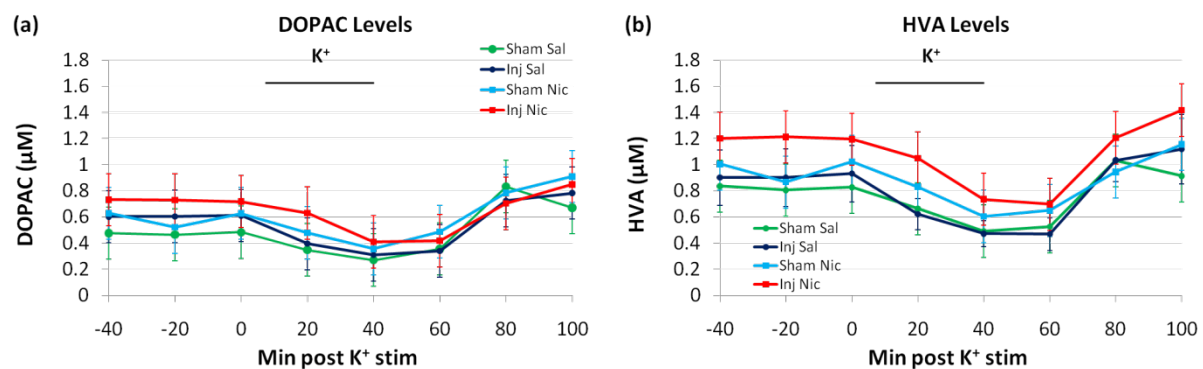 (a)
DOPAC Levels
K⁺
Sham Sal
Inj Sal
Sham Nic
Inj Nic
DOPAC (µM)
1.8
1.6
1.4
1.2
1
0.8
0.6
0.4
0.2
0
-40 -20 0 20 40 60 80 100
Min post K⁺ stim
(b)
HVA Levels
K⁺
HVA (µM)
1.8
1.6
1.4
1.2
1
0.8
0.6
0.4
0.2
0
Sham Sal
Inj Sal
Sham Nic
Inj Nic
-40 -20 0 20 40 60 80 100
Min post K⁺ stim